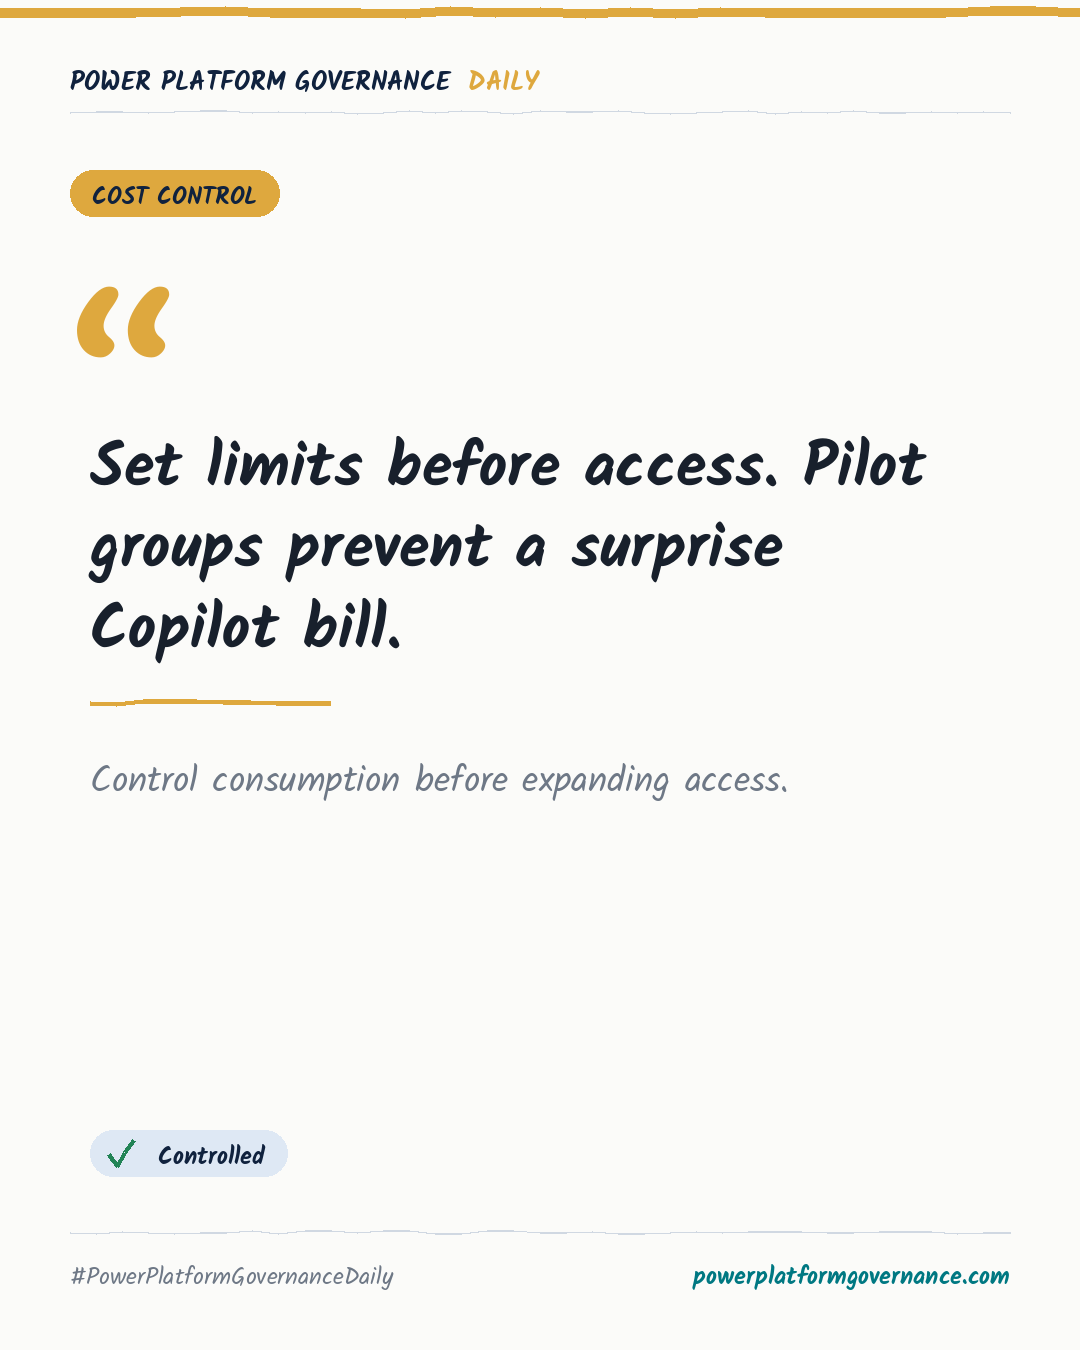 POWER PLATFORM GOVERNANCE DAILY
COST CONTROL
“
Set limits before access. Pilot
groups prevent a surprise
Copilot bill.
Control consumption before expanding access.
Controlled
#PowerPlatformGovernanceDaily
powerplatformgovernance.com